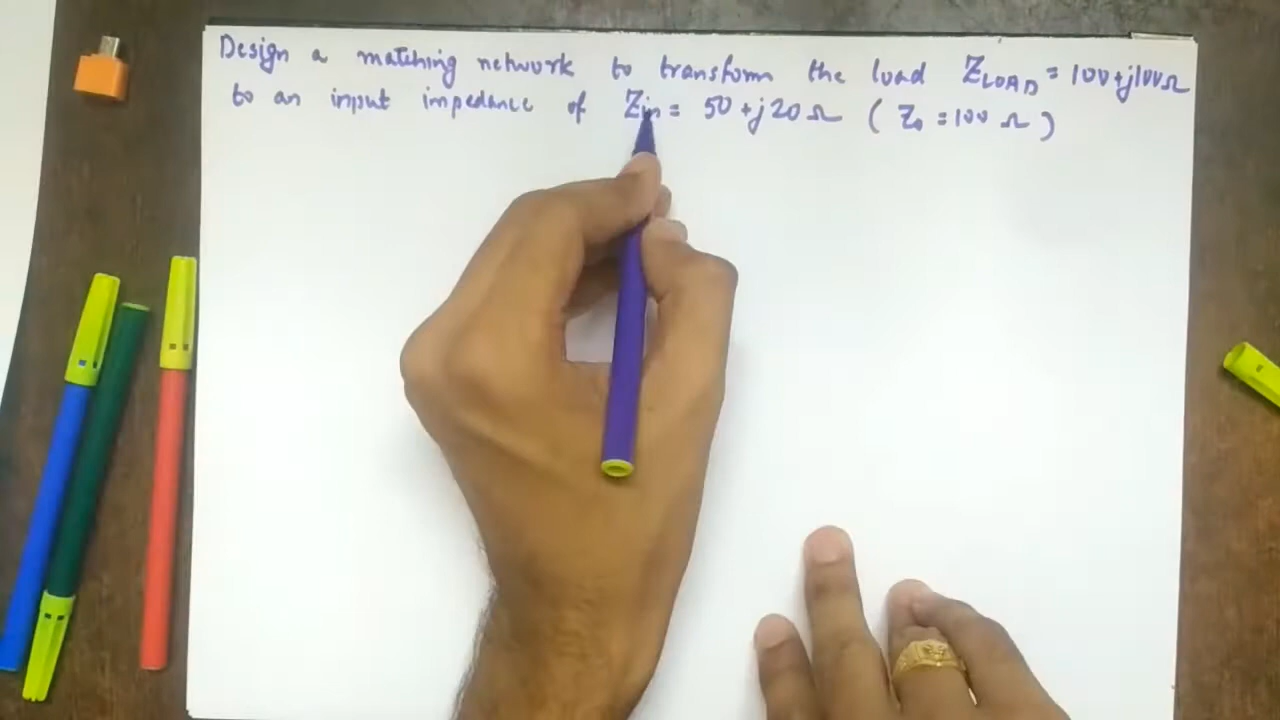 Design a matching network to transform the load ZLOAD = 100+j100Ω
to an input impedance of Zin = 50+j20Ω ( Z0 = 100 Ω )